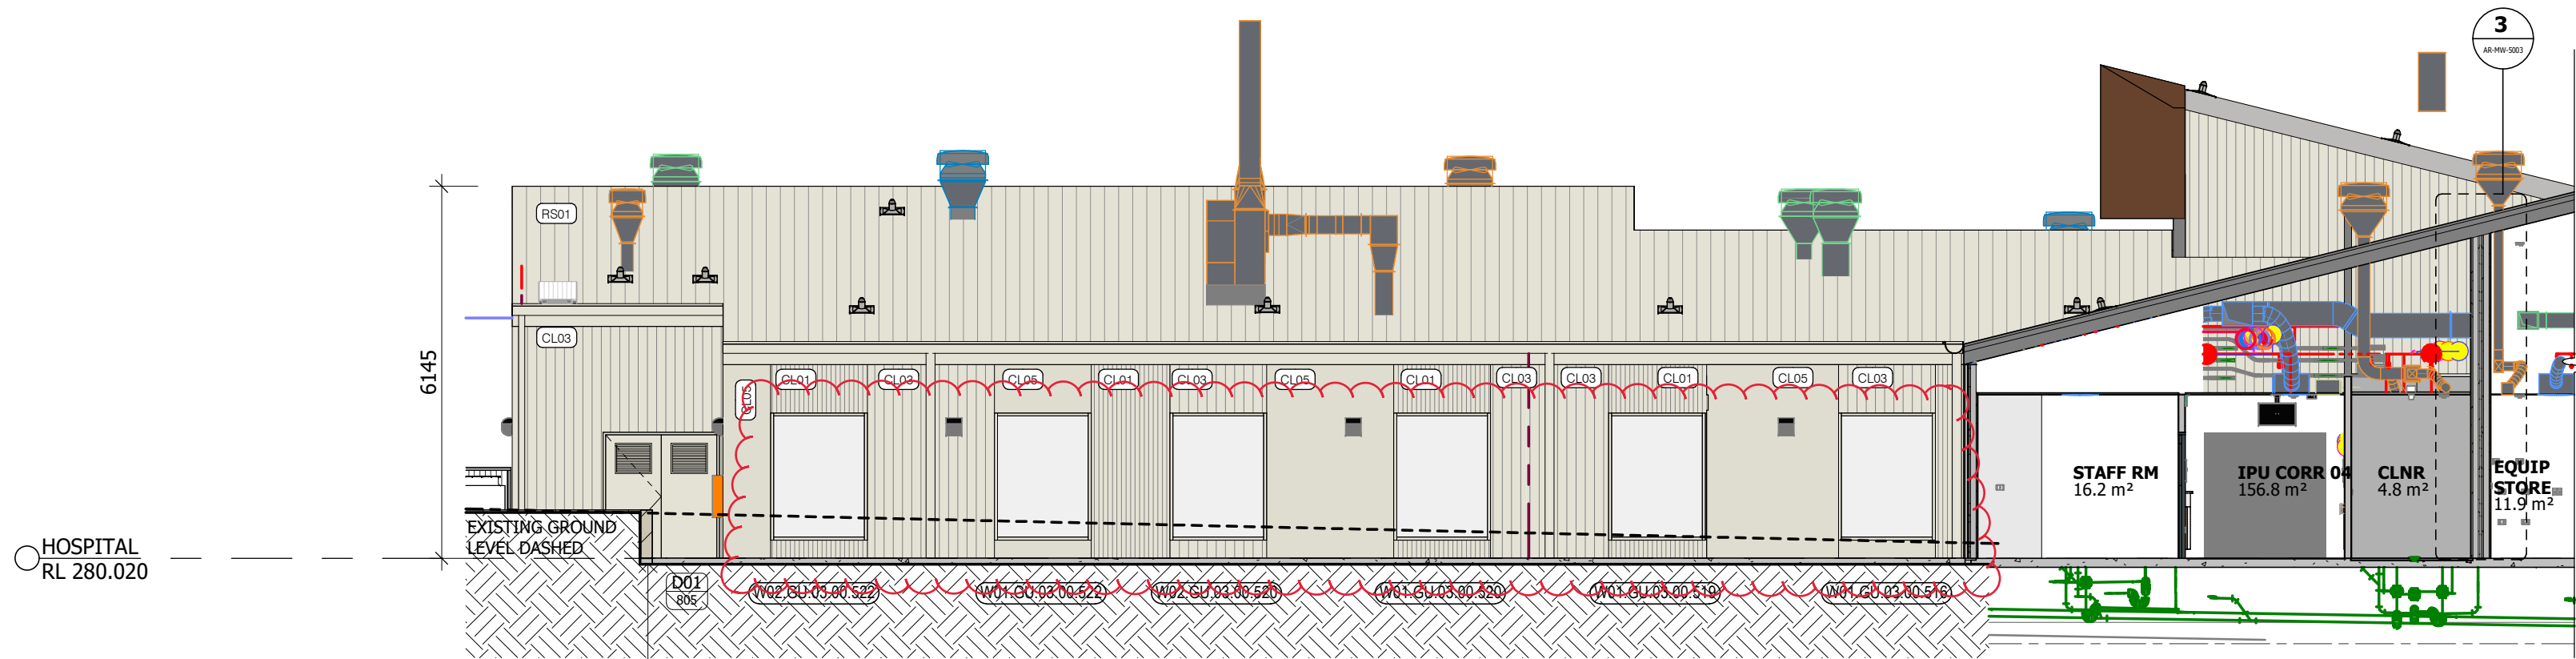 3
AR-MW-5003
RS01
CL03
6145
CL05
CL01
CL03
CL05
CL01
CL03
CL05
CL01
CL03
CL03
CL01
CL05
CL03
STAFF RM
16.2 m²
IPU CORR 04
156.8 m²
CLNR
4.8 m²
EQUIP
STORE
11.9 m²
EXISTING GROUND
LEVEL DASHED
HOSPITAL
RL 280.020
D01
805
W02.GU.03.00.522
W01.GU.03.00.522
W02.GU.03.00.520
W01.GU.03.00.520
W01.GU.03.00.519
W01.GU.03.00.516